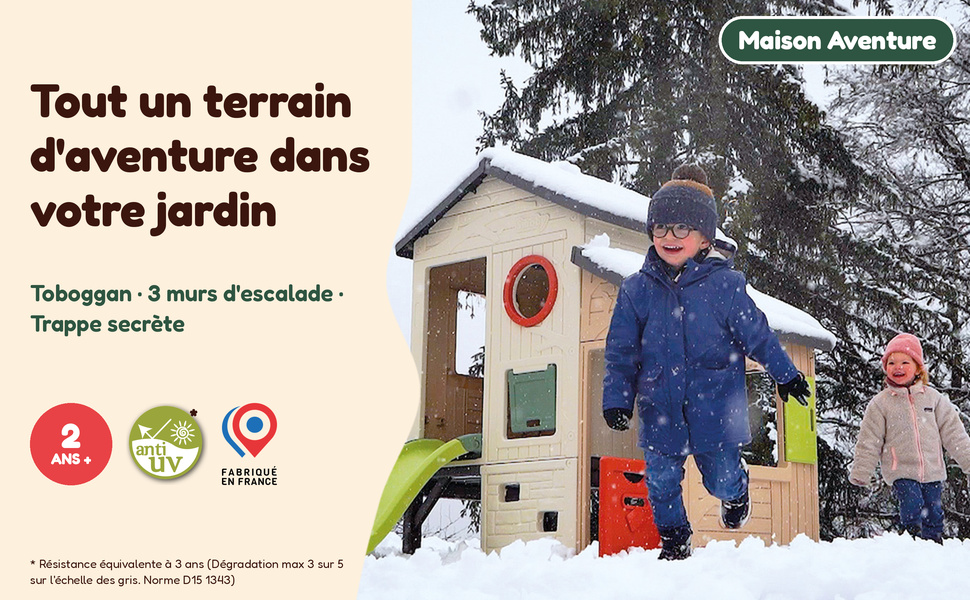 Maison Aventure
Tout un terrain
d'aventure dans
votre jardin
Toboggan · 3 murs d'escalade ·
Trappe secrète
2
ANS +
anti
UV
*
FABRIQUÉ
EN FRANCE
* Résistance équivalente à 3 ans (Dégradation max 3 sur 5
sur l'échelle des gris. Norme D15 1343)